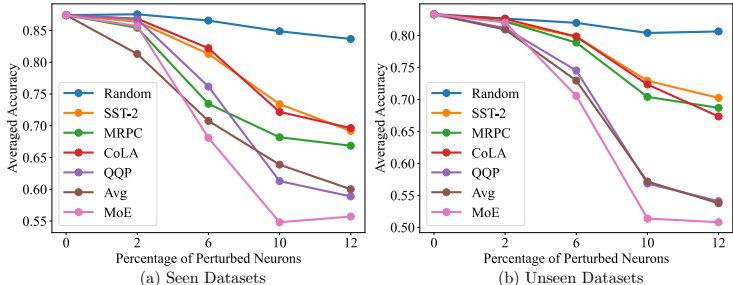 0.85
0.80
0.75
0.70
0.65
0.60
0.55
Averaged Accuracy
Random
SST-2
MRPC
CoLA
QQP
Avg
MoE
0 2 6 10 12
Percentage of Perturbed Neurons
(a) Seen Datasets
0.80
0.75
0.70
0.65
0.60
0.55
0.50
Averaged Accuracy
Random
SST-2
MRPC
CoLA
QQP
Avg
MoE
0 2 6 10 12
Percentage of Perturbed Neurons
(b) Unseen Datasets